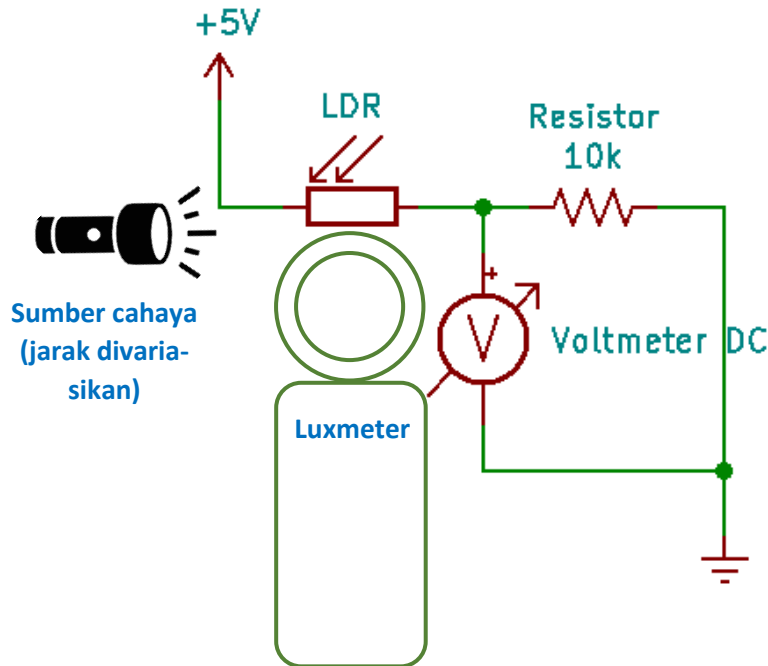 +5V
LDR
Resistor
10k
Sumber cahaya
(jarak divaria-
sikan)
+
V
Voltmeter DC
Luxmeter